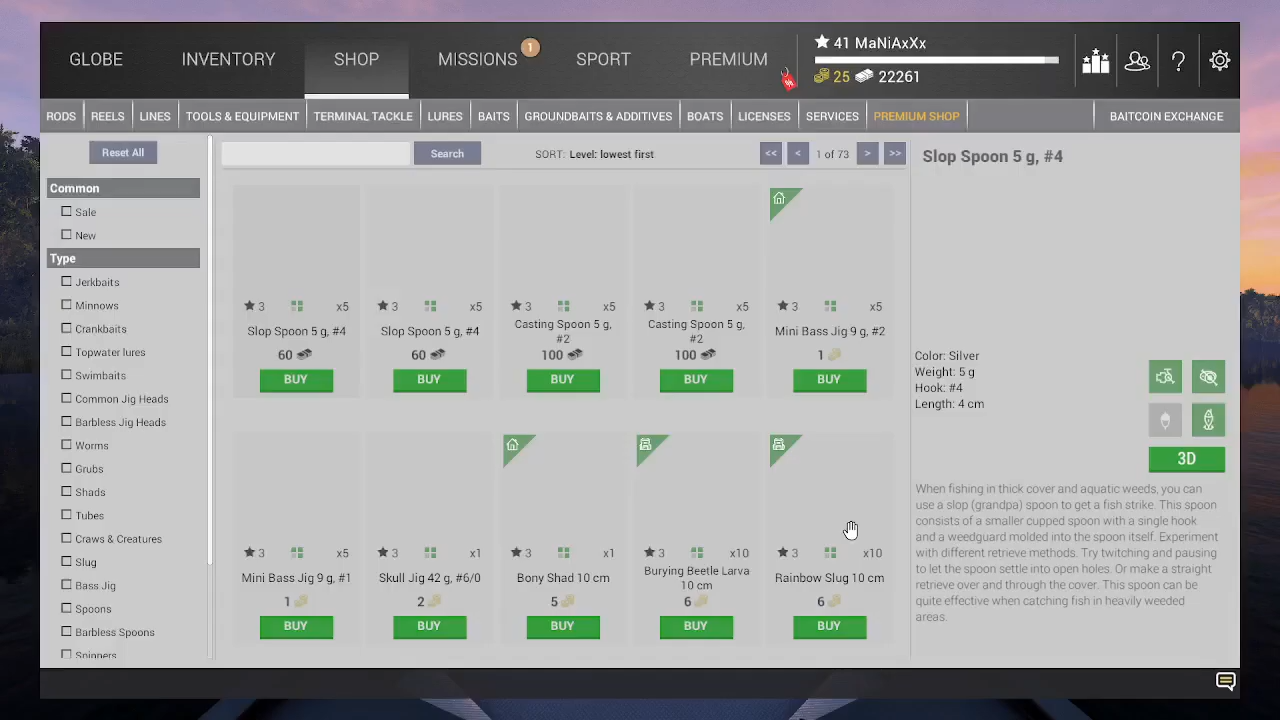 GLOBE INVENTORY SHOP MISSIONS 1 SPORT PREMIUM
41 MaNiAxXx
25 22261
?
RODS REELS LINES TOOLS & EQUIPMENT TERMINAL TACKLE LURES BAITS GROUNDBAITS & ADDITIVES BOATS LICENSES SERVICES PREMIUM SHOP BAITCOIN EXCHANGE
Reset All
Common
Sale
New
Type
Jerkbaits
Minnows
Crankbaits
Topwater lures
Swimbaits
Common Jig Heads
Barbless Jig Heads
Worms
Grubs
Shads
Tubes
Craws & Creatures
Slug
Bass Jig
Spoons
Barbless Spoons
Spinners
Search SORT: Level: lowest first << < 1 of 73 > >>
3 x5 3 x5 3 x5 3 x5 3 x5
Slop Spoon 5 g, #4
60
BUY
Slop Spoon 5 g, #4
60
BUY
Casting Spoon 5 g,
#2
100
BUY
Casting Spoon 5 g,
#2
100
BUY
Mini Bass Jig 9 g, #2
1
BUY
3 x5 3 x1 3 x1 3 x10 3 x10
Mini Bass Jig 9 g, #1
1
BUY
Skull Jig 42 g, #6/0
2
BUY
Bony Shad 10 cm
5
BUY
Burying Beetle Larva
10 cm
6
BUY
Rainbow Slug 10 cm
6
BUY
Slop Spoon 5 g, #4
Color: Silver
Weight: 5 g
Hook: #4
Length: 4 cm
3D
When fishing in thick cover and aquatic weeds, you can
use a slop (grandpa) spoon to get a fish strike. This spoon
consists of a smaller cupped spoon with a single hook
and a weedguard molded into the spoon itself. Experiment
with different retrieve methods. Try twitching and pausing
to let the spoon settle into open holes. Or make a straight
retrieve over and through the cover. This spoon can be
quite effective when catching fish in heavily weeded
areas.